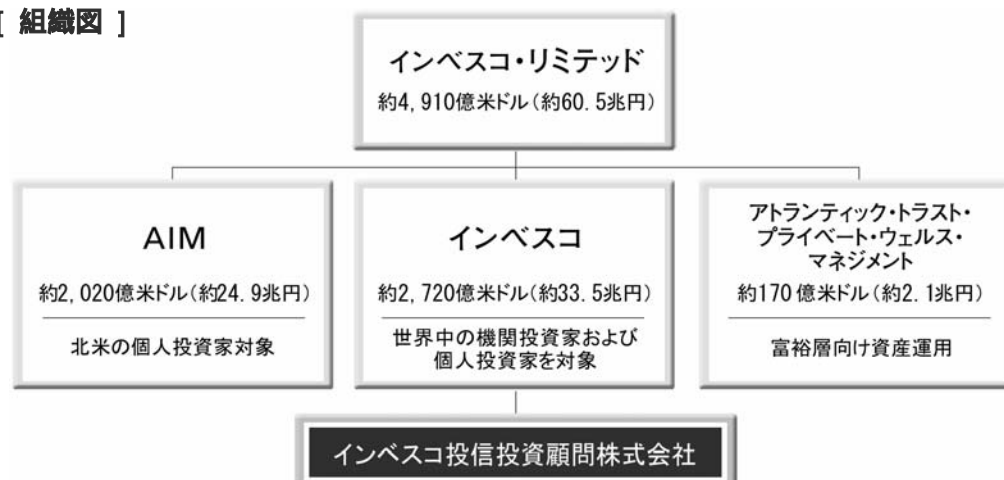 [ 組織図 ]
インベスコ・リミテッド
約4,910億米ドル(約60.5兆円)
AIM
約2,020億米ドル(約24.9兆円)
北米の個人投資家対象
インベスコ
約2,720億米ドル(約33.5兆円)
世界中の機関投資家および
個人投資家を対象
アトランティック・トラスト・
プライベート・ウェルス・
マネジメント
約170億米ドル(約2.1兆円)
富裕層向け資産運用
インベスコ投信投資顧問株式会社